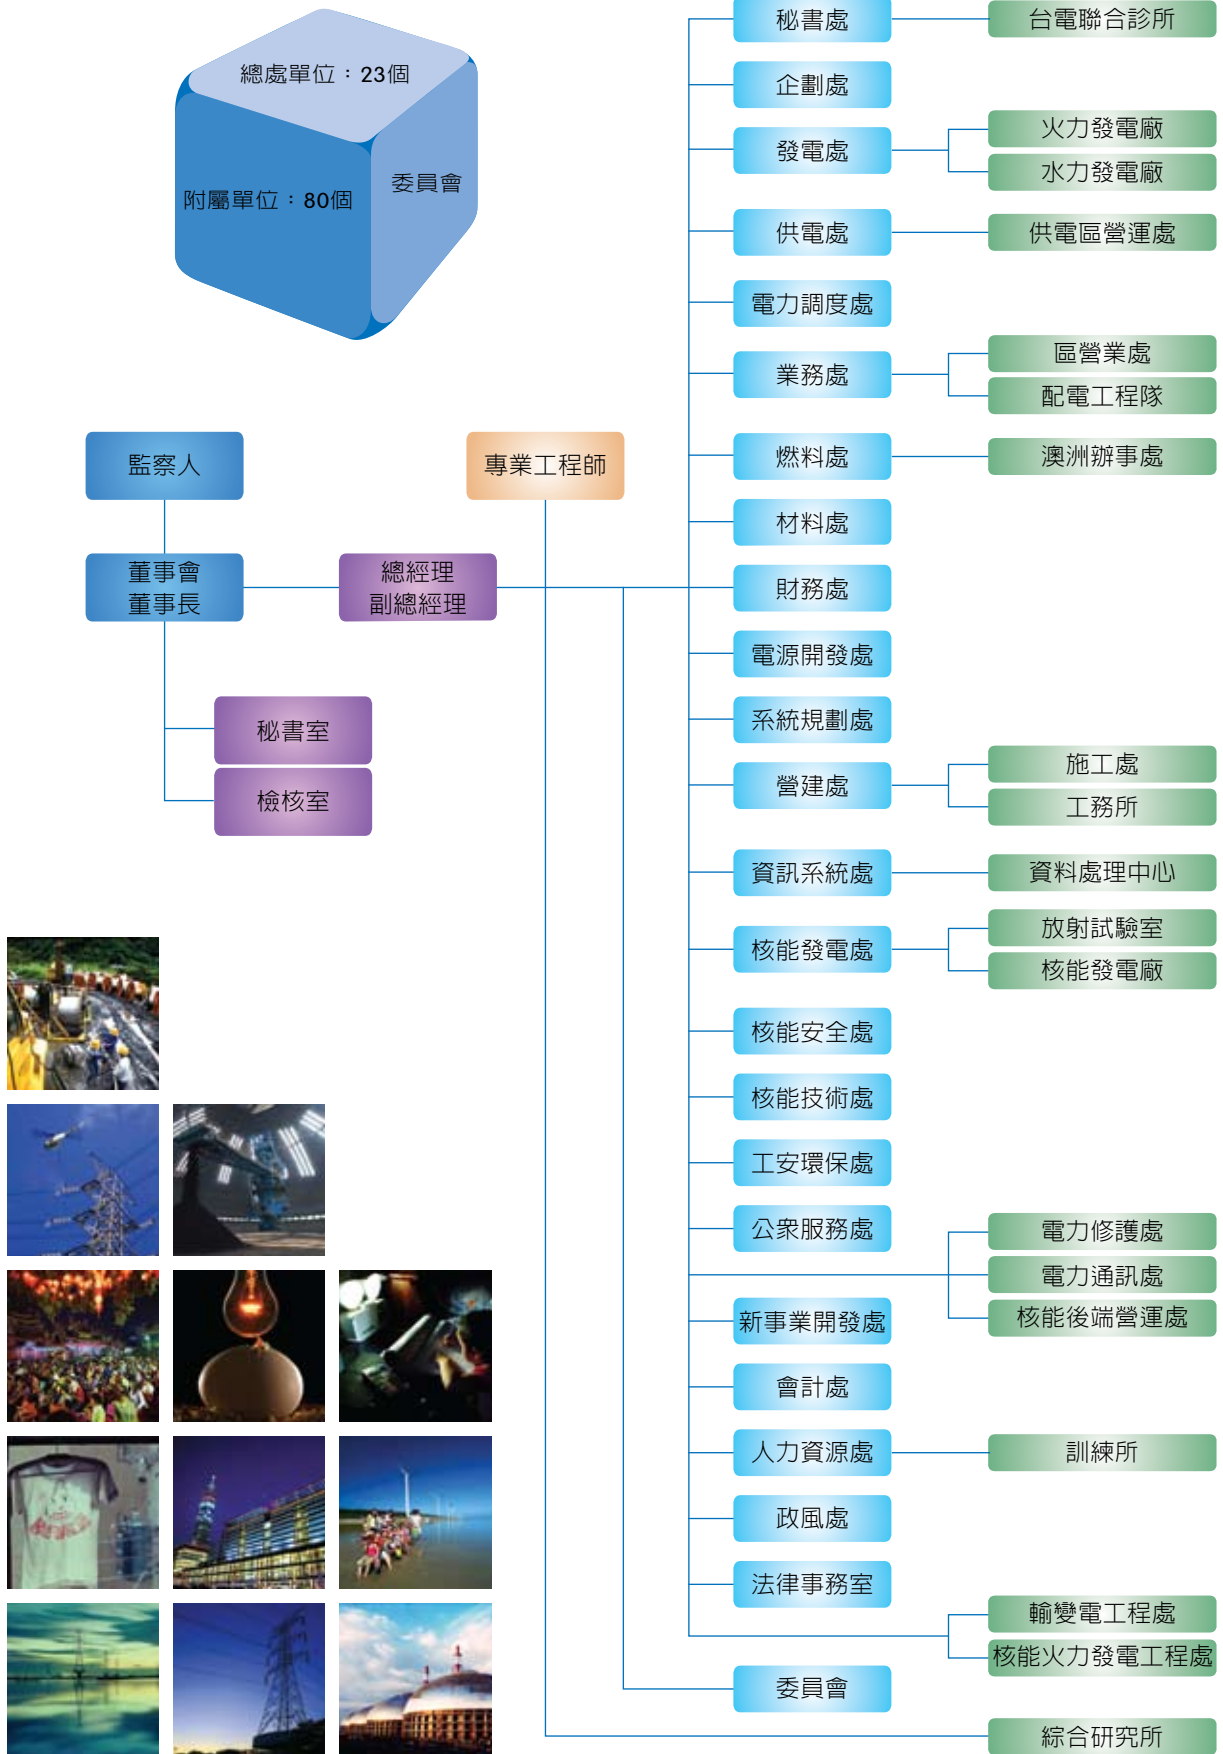 總處單位：23個
附屬單位：80個
委員會
監察人
董事會
董事長
秘書室
檢核室
總經理
副總經理
專業工程師
秘書處
台電聯合診所
企劃處
發電處
火力發電廠
水力發電廠
供電處
供電區營運處
電力調度處
業務處
區營業處
配電工程隊
燃料處
澳洲辦事處
材料處
財務處
電源開發處
系統規劃處
營建處
施工處
工務所
資訊系統處
資料處理中心
核能發電處
放射試驗室
核能發電廠
核能安全處
核能技術處
工安環保處
公眾服務處
電力修護處
電力通訊處
核能後端營運處
新事業開發處
會計處
人力資源處
訓練所
政風處
法律事務室
輸變電工程處
核能火力發電工程處
委員會
綜合研究所